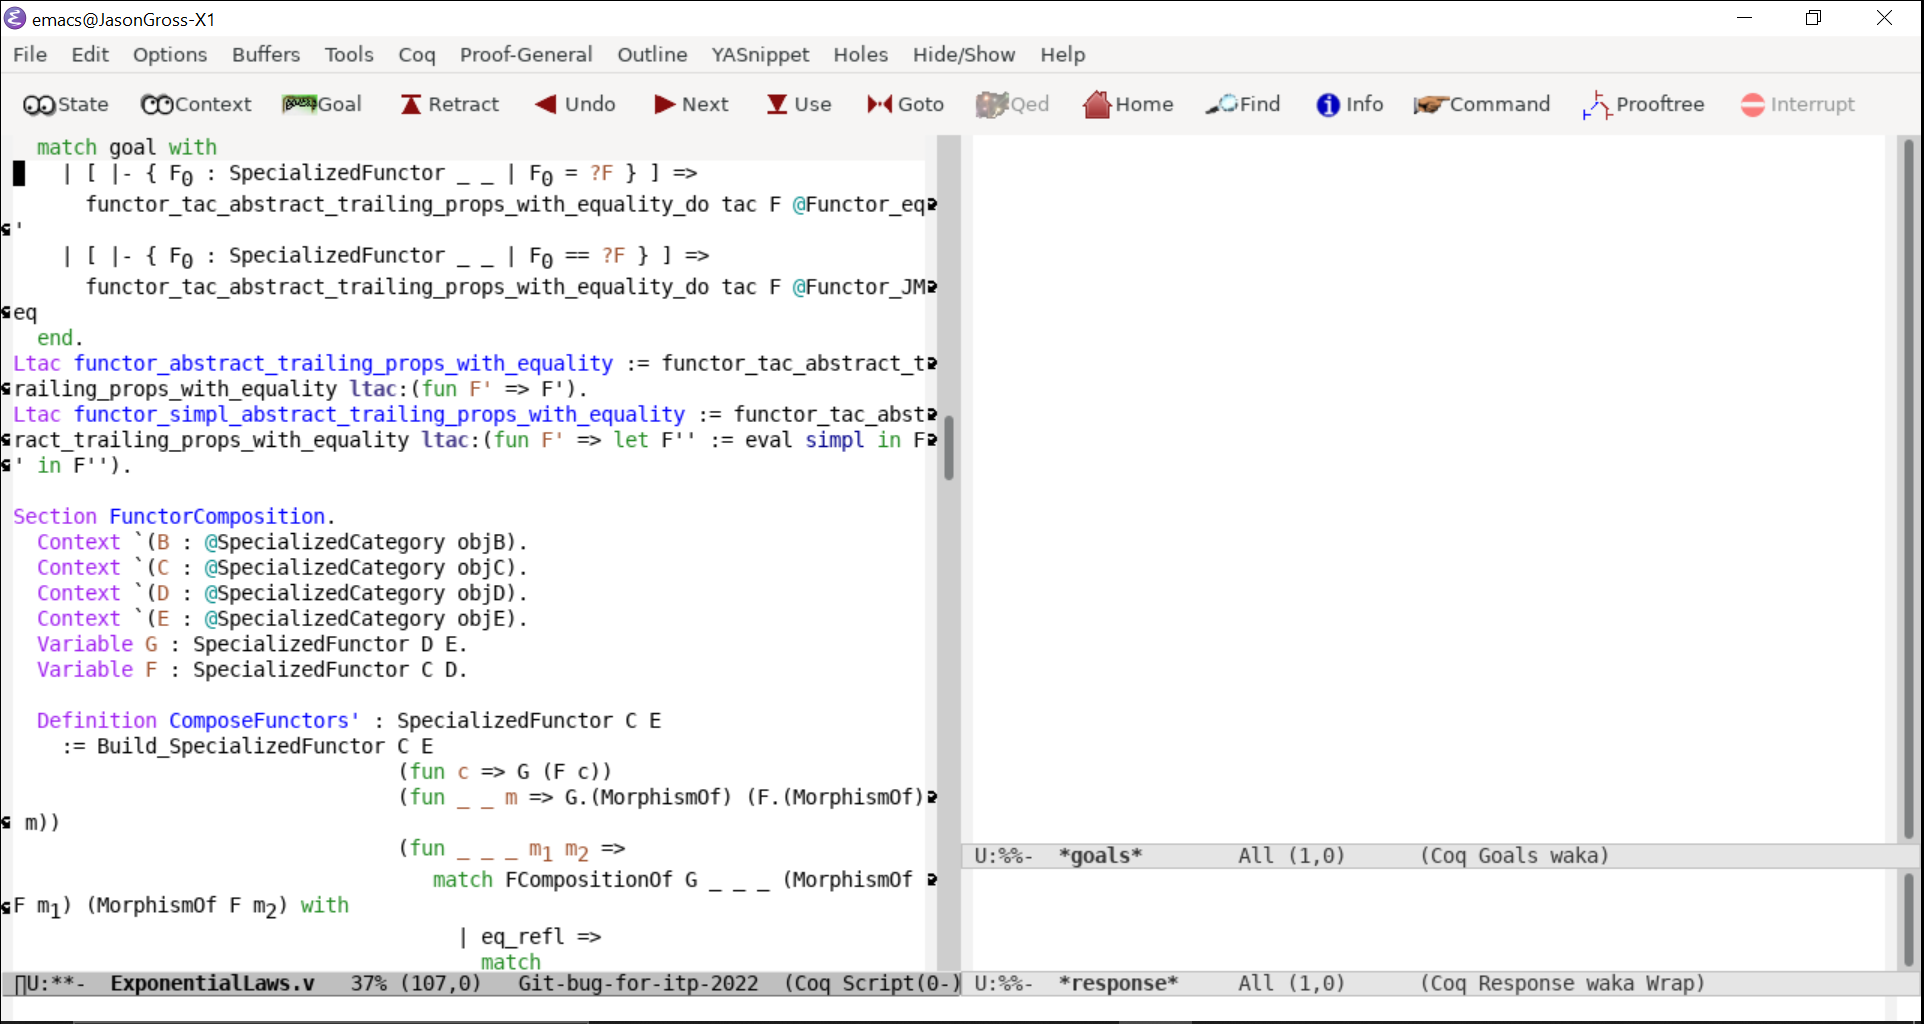 emacs@JasonGross-X1
File Edit Options Buffers Tools Coq Proof-General Outline YASnippet Holes Hide/Show Help
State Context Goal Retract Undo Next Use Goto Qed Home Find Info Command Prooftree Interrupt
  match goal with
    | [ |- { F0 : SpecializedFunctor _ _ | F0 = ?F } ] =>
      functor_tac_abstract_trailing_props_with_equality_do tac F @Functor_eq
'
    | [ |- { F0 : SpecializedFunctor _ _ | F0 == ?F } ] =>
      functor_tac_abstract_trailing_props_with_equality_do tac F @Functor_JM
eq
  end.
Ltac functor_abstract_trailing_props_with_equality := functor_tac_abstract_t
railing_props_with_equality ltac:(fun F' => F').
Ltac functor_simpl_abstract_trailing_props_with_equality := functor_tac_abst
ract_trailing_props_with_equality ltac:(fun F' => let F'' := eval simpl in F
' in F'').
Section FunctorComposition.
  Context `(B : @SpecializedCategory objB).
  Context `(C : @SpecializedCategory objC).
  Context `(D : @SpecializedCategory objD).
  Context `(E : @SpecializedCategory objE).
  Variable G : SpecializedFunctor D E.
  Variable F : SpecializedFunctor C D.
  Definition ComposeFunctors' : SpecializedFunctor C E
    := Build_SpecializedFunctor C E
                                (fun c => G (F c))
                                (fun _ _ m => G.(MorphismOf) (F.(MorphismOf)
 m))
                                (fun _ _ _ m1 m2 =>
                                   match FCompositionOf G _ _ _ (MorphismOf
F m1) (MorphismOf F m2) with
                                     | eq_refl =>
                                       match
U:**-  ExponentialLaws.v   37% (107,0)   Git-bug-for-itp-2022  (Coq Script(0-)
U:%%-  *goals*        All (1,0)      (Coq Goals waka)
U:%%-  *response*     All (1,0)      (Coq Response waka Wrap)